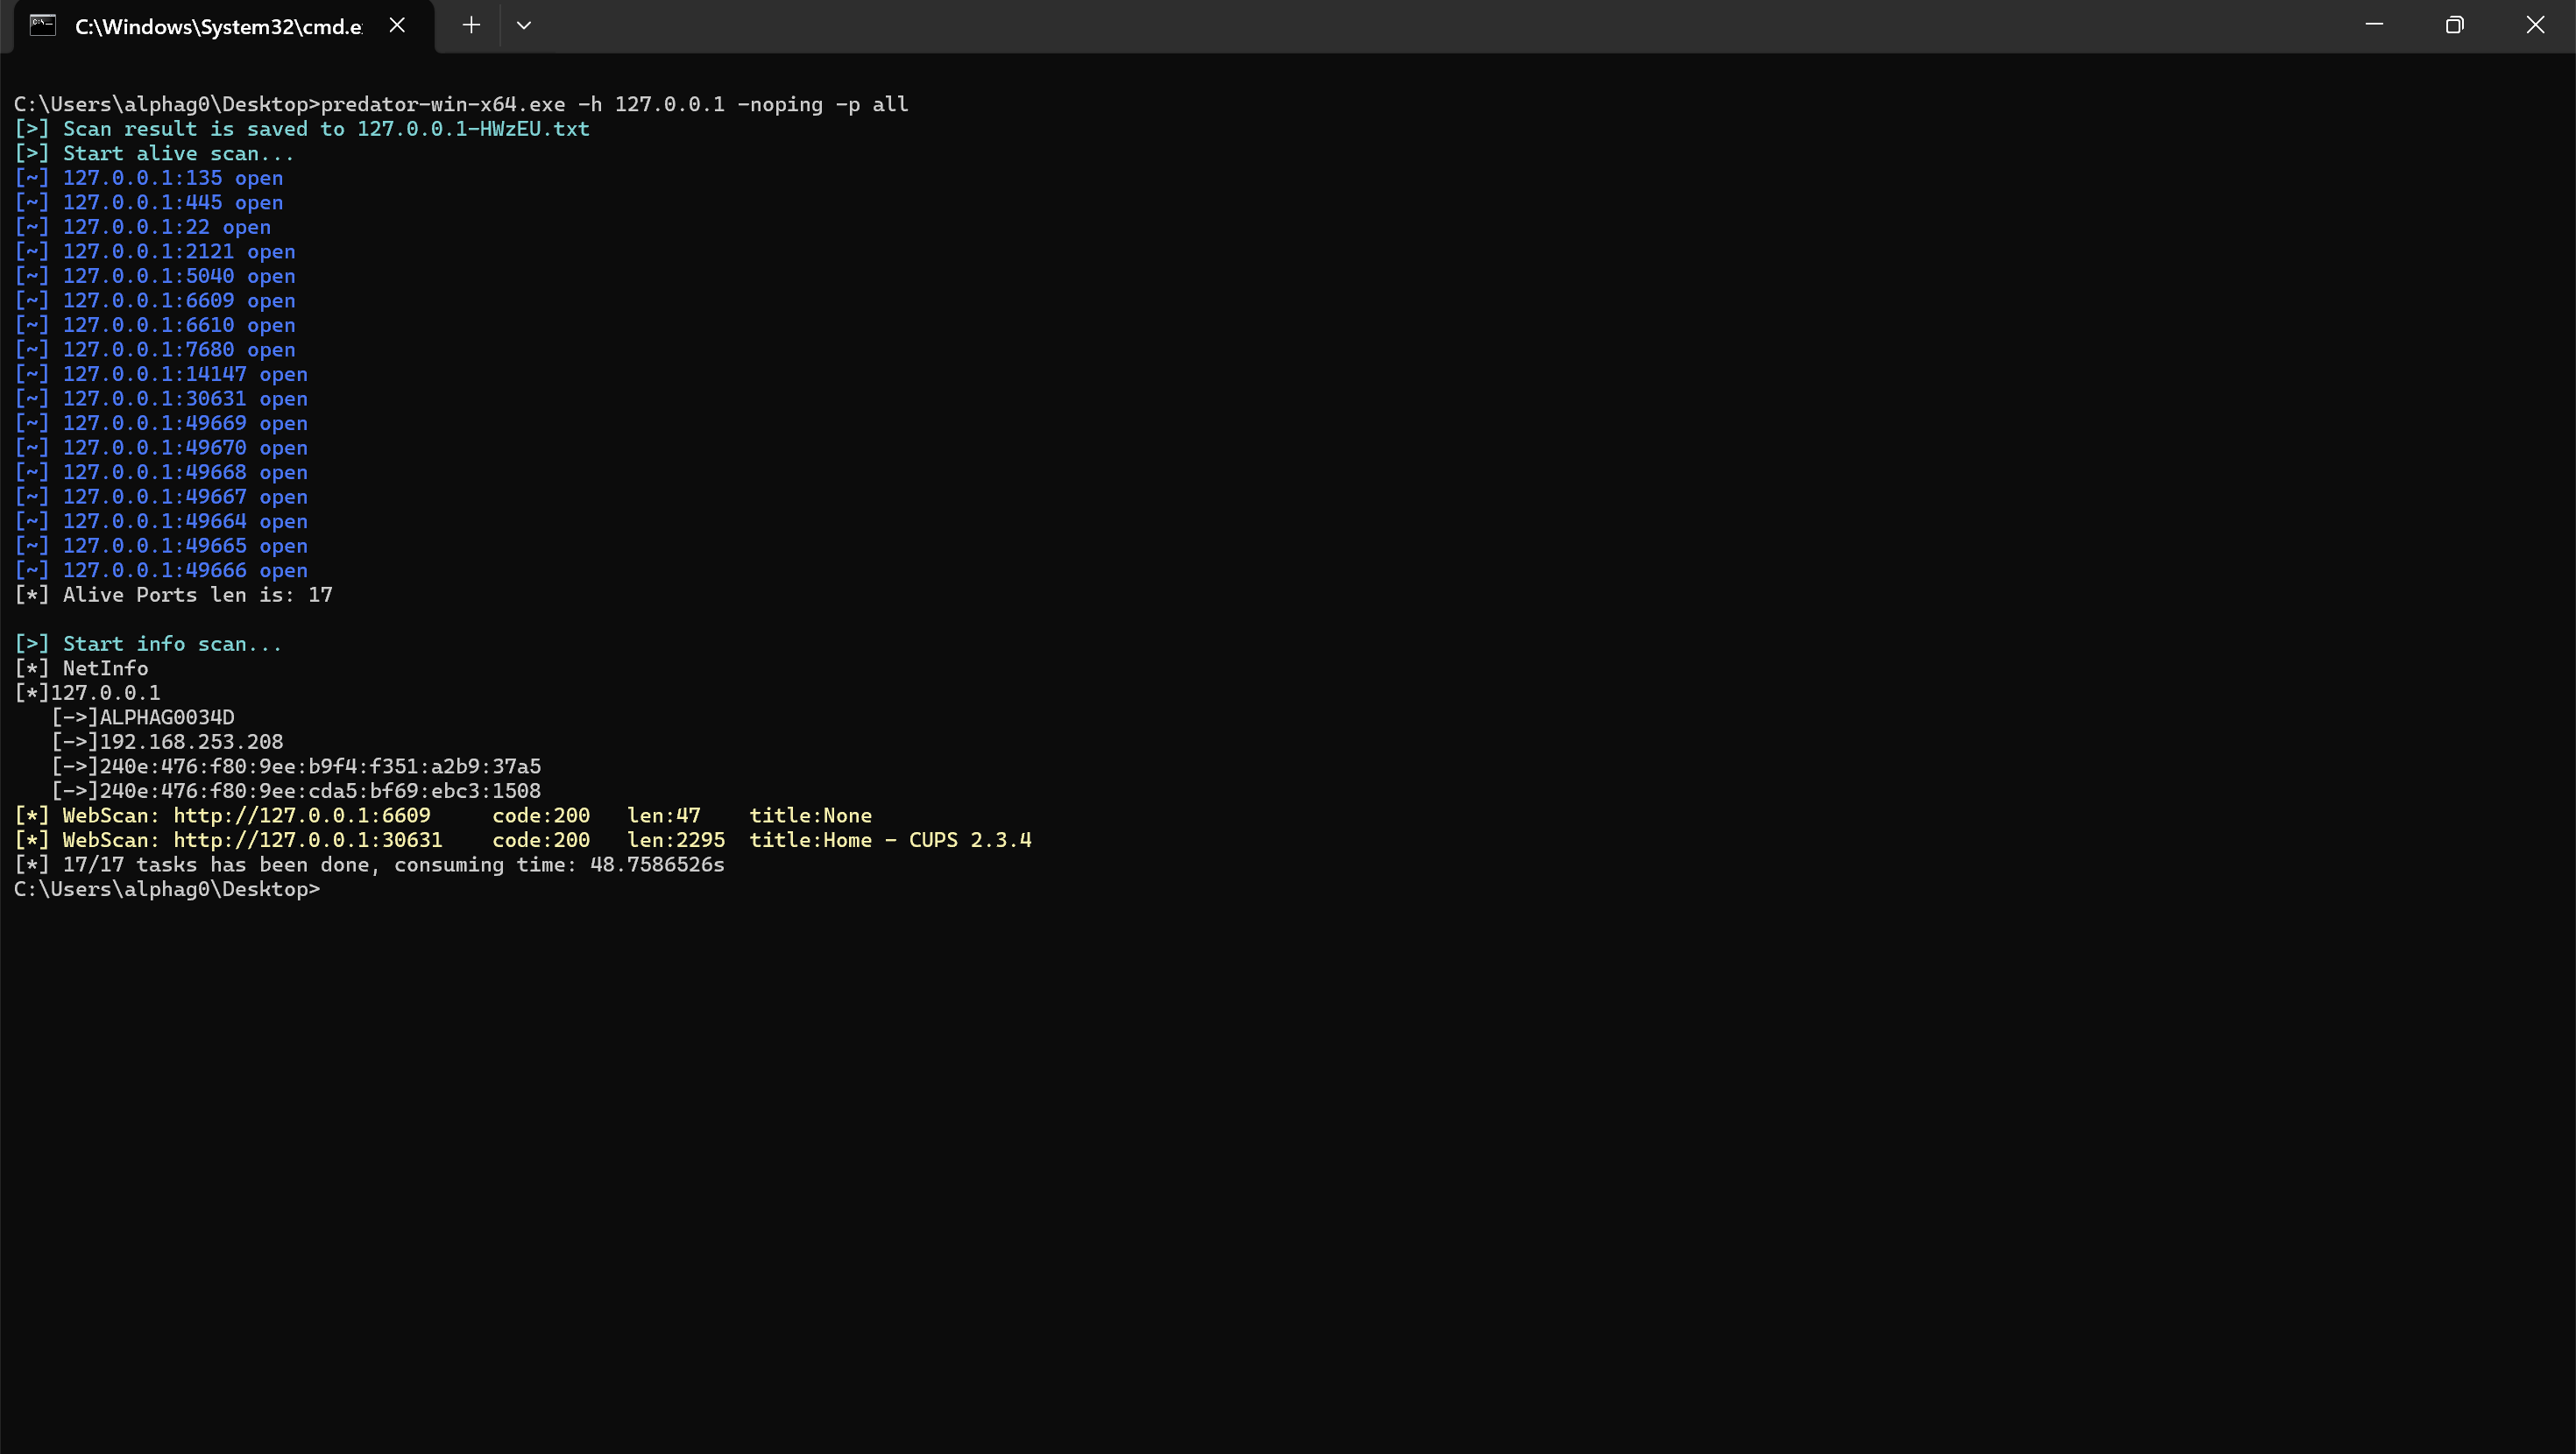 C:\Windows\System32\cmd.e
C:\Users\alphag0\Desktop>predator-win-x64.exe -h 127.0.0.1 -noping -p all
[>] Scan result is saved to 127.0.0.1-HWzEU.txt
[>] Start alive scan...
[~] 127.0.0.1:135 open
[~] 127.0.0.1:445 open
[~] 127.0.0.1:22 open
[~] 127.0.0.1:2121 open
[~] 127.0.0.1:5040 open
[~] 127.0.0.1:6609 open
[~] 127.0.0.1:6610 open
[~] 127.0.0.1:7680 open
[~] 127.0.0.1:14147 open
[~] 127.0.0.1:30631 open
[~] 127.0.0.1:49669 open
[~] 127.0.0.1:49670 open
[~] 127.0.0.1:49668 open
[~] 127.0.0.1:49667 open
[~] 127.0.0.1:49664 open
[~] 127.0.0.1:49665 open
[~] 127.0.0.1:49666 open
[*] Alive Ports len is: 17
[>] Start info scan...
[*] NetInfo
[*]127.0.0.1
[->]ALPHAG0034D
[->]192.168.253.208
[->]240e:476:f80:9ee:b9f4:f351:a2b9:37a5
[->]240e:476:f80:9ee:cda5:bf69:ebc3:1508
[*] WebScan: http://127.0.0.1:6609 code:200 len:47 title:None
[*] WebScan: http://127.0.0.1:30631 code:200 len:2295 title:Home - CUPS 2.3.4
[*] 17/17 tasks has been done, consuming time: 48.7586526s
C:\Users\alphag0\Desktop>